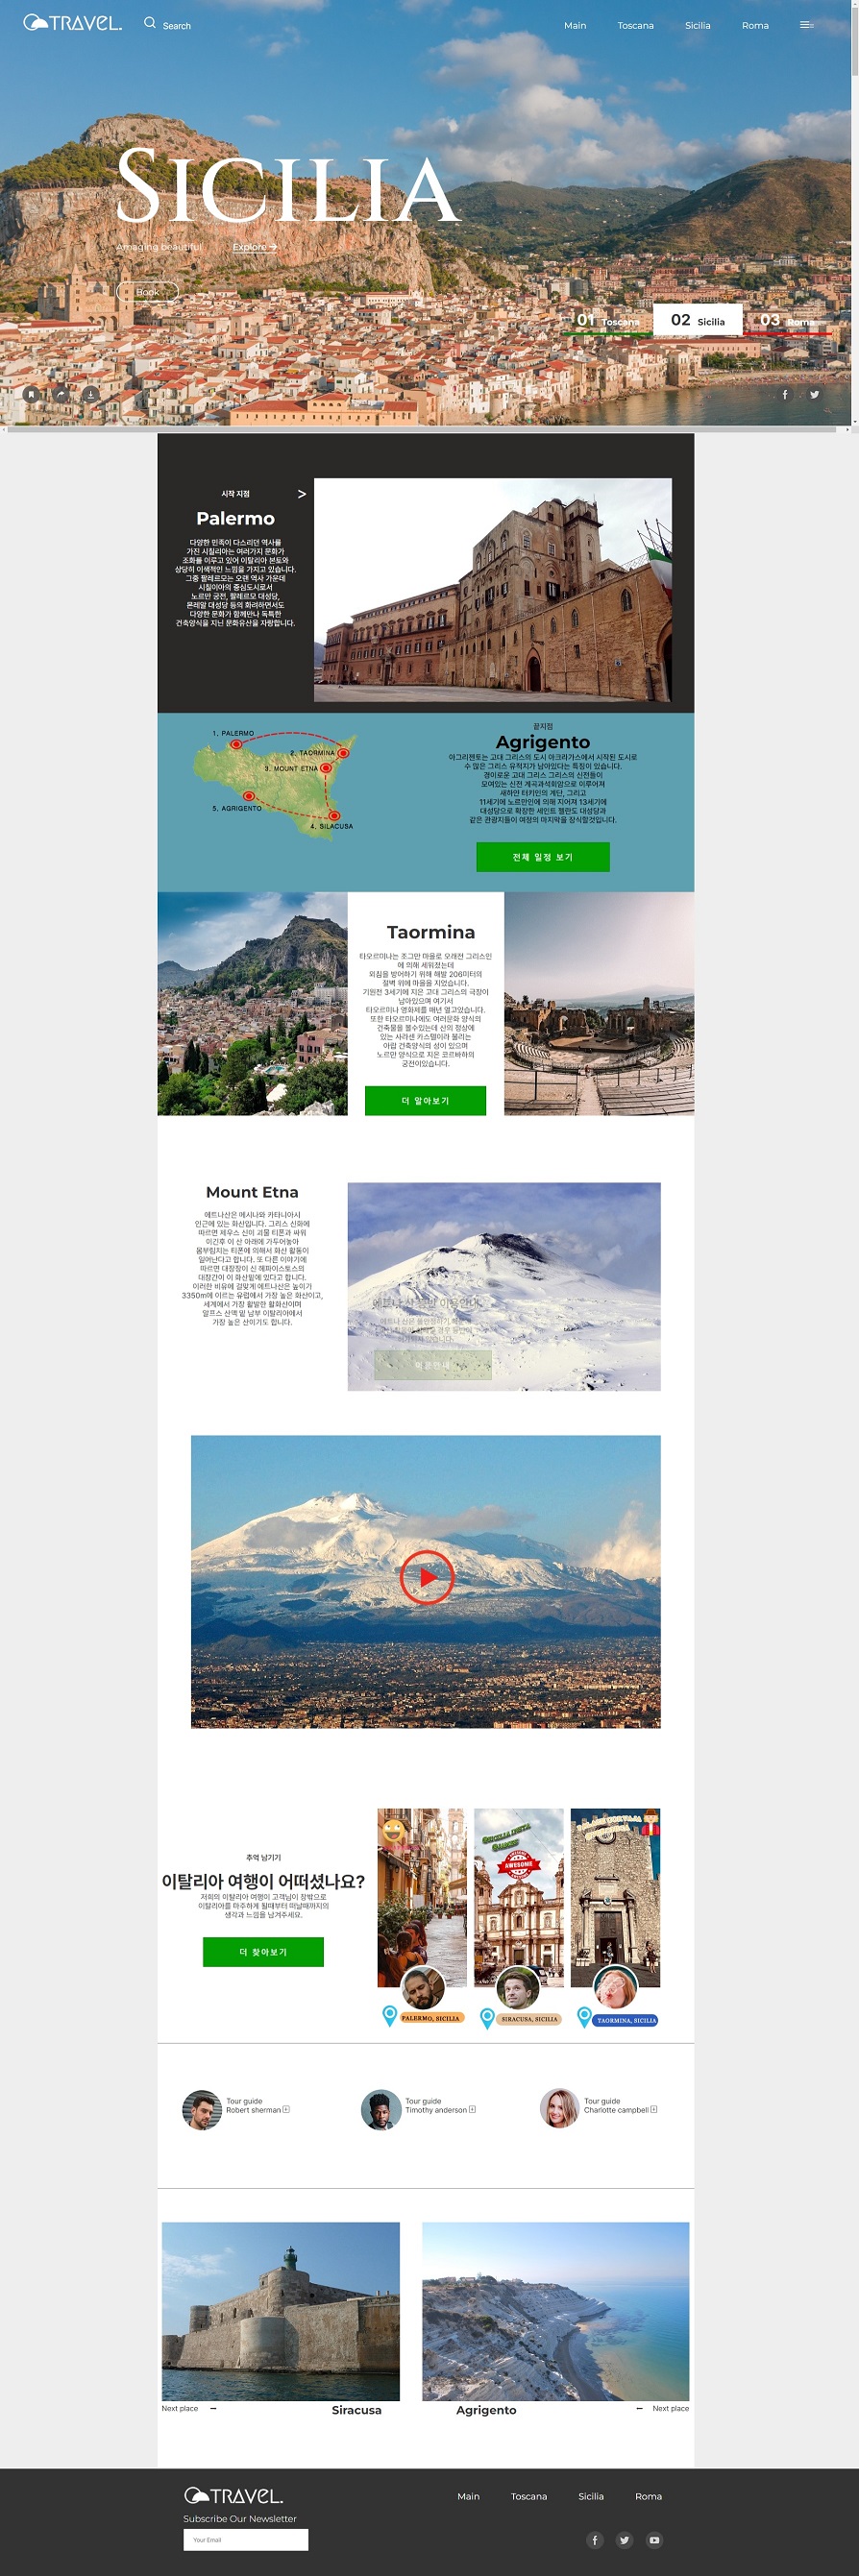 TRAVEL.
Search
Main
Toscana
Sicilia
Roma
SICILIA
Amaging beautiful
Explore →
Book
01 Toscana
02 Sicilia
03 Roma
시작 지점
>
Palermo
다양한 민족이 다스리던 역사를
가진 시칠리아는 여러가지 문화가
조화를 이루고 있어 이탈리아 본토와
상당히 이색적인 느낌을 가지고 있습니다.
그중 팔레르모는 오랜 역사 가운데
시칠이아의 중심도시로서
노르만 궁전, 팔레르모 대성당,
몬레알 대성당 등의 화려하면서도
다양한 문화가 함께만나 독특한
건축양식을 지닌 문화유산을 자랑합니다.
1. PALERMO
2. TAORMINA
3. MOUNT ETNA
5. AGRIGENTO
4. SILACUSA
끝지점
Agrigento
아그리젠토는 고대 그리스의 도시 아크라가스에서 시작된 도시로
수 많은 그리스 유적지가 남아있다는 특징이 있습니다.
경이로운 고대 그리스 그리스의 신전들이
모여있는 신전 계곡과석회암으로 이루어져
새하얀 터키인의 계단, 그리고
11세기에 노르만인에 의해 지어져 13세기에
대성당으로 확장한 세인트 젤란도 대성당과
같은 관광지들이 여정의 마지막을 장식할것입니다.
전체 일정 보기
Taormina
타오르미나는 조그만 마을로 오래전 그리스인
에 의해 세워졌는데
외침을 방어하기 위해 해발 206미터의
절벽 위에 마을을 지었습니다.
기원전 3세기에 지은 고대 그리스의 극장이
남아있으며 여기서
타오르미나 영화제를 매년 열고있습니다.
또한 타오르미나에도 여러문화 양식의
건축물을 볼수있는데 산의 정상에
있는 사라센 카스텔이라 불리는
아랍 건축양식의 성이 있으며
노르만 양식으로 지은 코르바하의
궁전이있습니다.
더 알아보기
Mount Etna
에트나산은 메시나와 카타니아시
인근에 있는 화산입니다. 그리스 신화에
따르면 제우스 신이 괴물 티폰과 싸워
이긴후 이 산 아래에 가두어놓아
몸부림치는 티폰에 의해서 화산 활동이
일어난다고 합니다. 또 다른 이야기에
따르면 대장장이 신 헤파이스토스의
대장간이 이 화산밑에 있다고 합니다.
이러한 비유에 걸맞게 에트나산은 높이가
3350m에 이르는 유럽에서 가장 높은 화산이고,
세계에서 가장 활발한 활화산이며
알프스 산맥 밑 남부 이탈리아에서
가장 높은 산이기도 합니다.
추억 남기기
이탈리아 여행이 어떠셨나요?
저희의 이탈리아 여행이 고객님이 창밖으로
이탈리아를 마주하게 될때부터 떠날때까지의
생각과 느낌을 남겨주세요.
더 찾아보기
AWESOME
PALERMO, SICILIA
SIRACUSA, SICILIA
TAORMINA, SICILIA
Tour guide
Robert sherman
Tour guide
Timothy anderson
Tour guide
Charlotte campbell
Next place →
Siracusa
Agrigento
← Next place
TRAVEL.
Main
Toscana
Sicilia
Roma
Subscribe Our Newsletter
Your Email